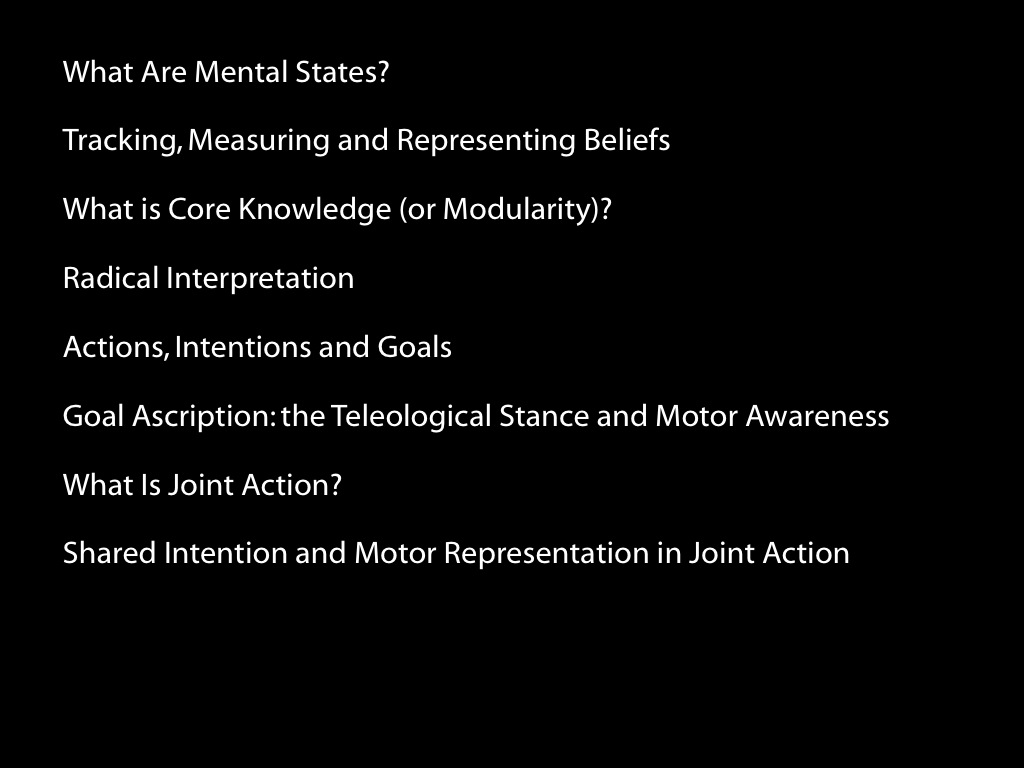 What Are Mental States?
Tracking, Measuring and Representing Beliefs
What is Core Knowledge (or Modularity)?
Radical Interpretation
Actions, Intentions and Goals
Goal Ascription: the Teleological Stance and Motor Awareness
What Is Joint Action?
Shared Intention and Motor Representation in Joint Action